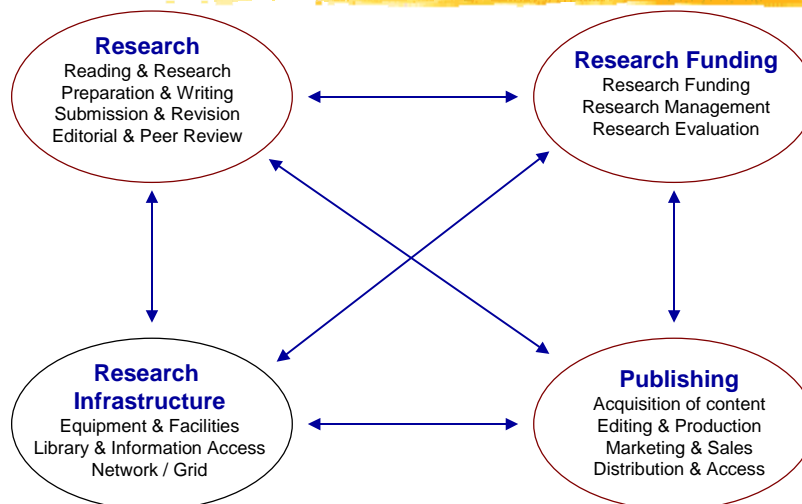 Research
Reading & Research
Preparation & Writing
Submission & Revision
Editorial & Peer Review
Research Funding
Research Funding
Research Management
Research Evaluation
Research
Infrastructure
Equipment & Facilities
Library & Information Access
Network / Grid
Publishing
Acquisition of content
Editing & Production
Marketing & Sales
Distribution & Access